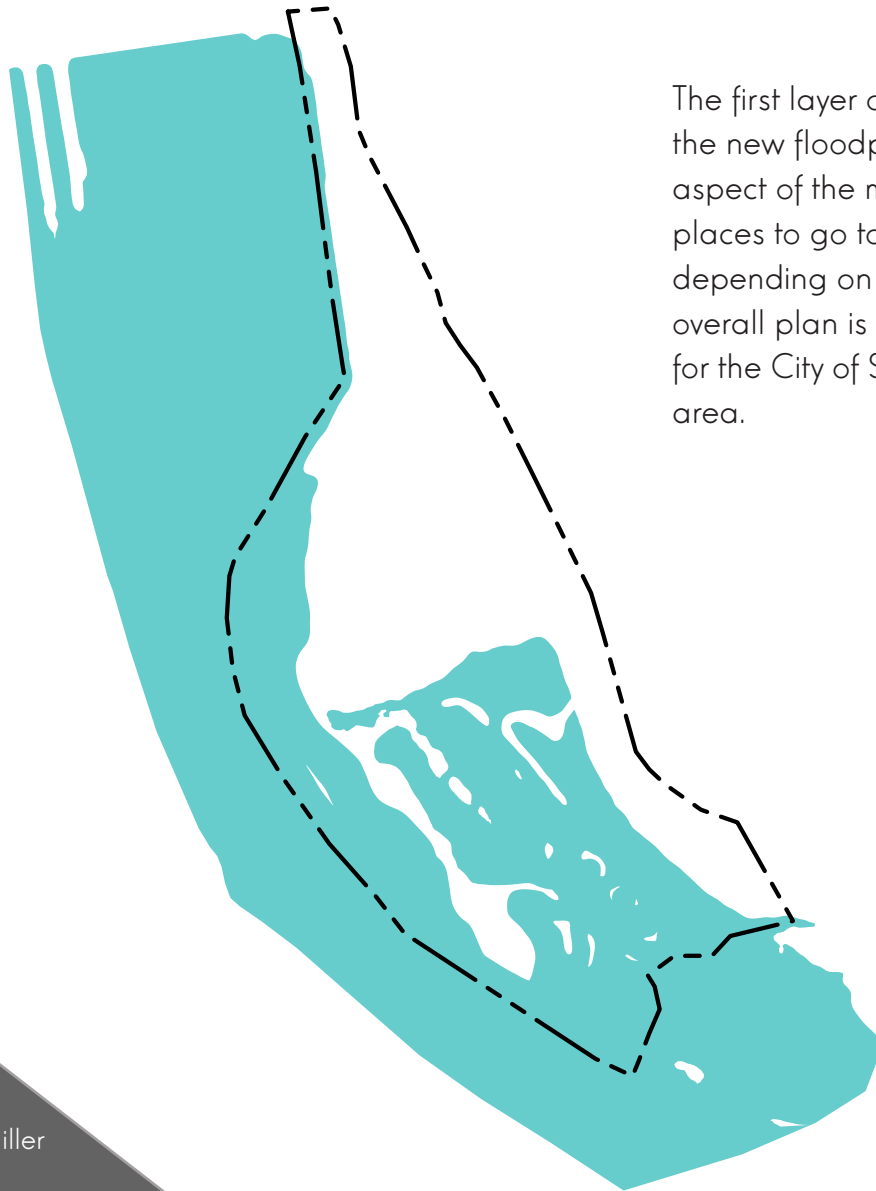 The first layer
the new
aspect of the
places to go to
depending on
overall plan is
for the City of
area.
iller